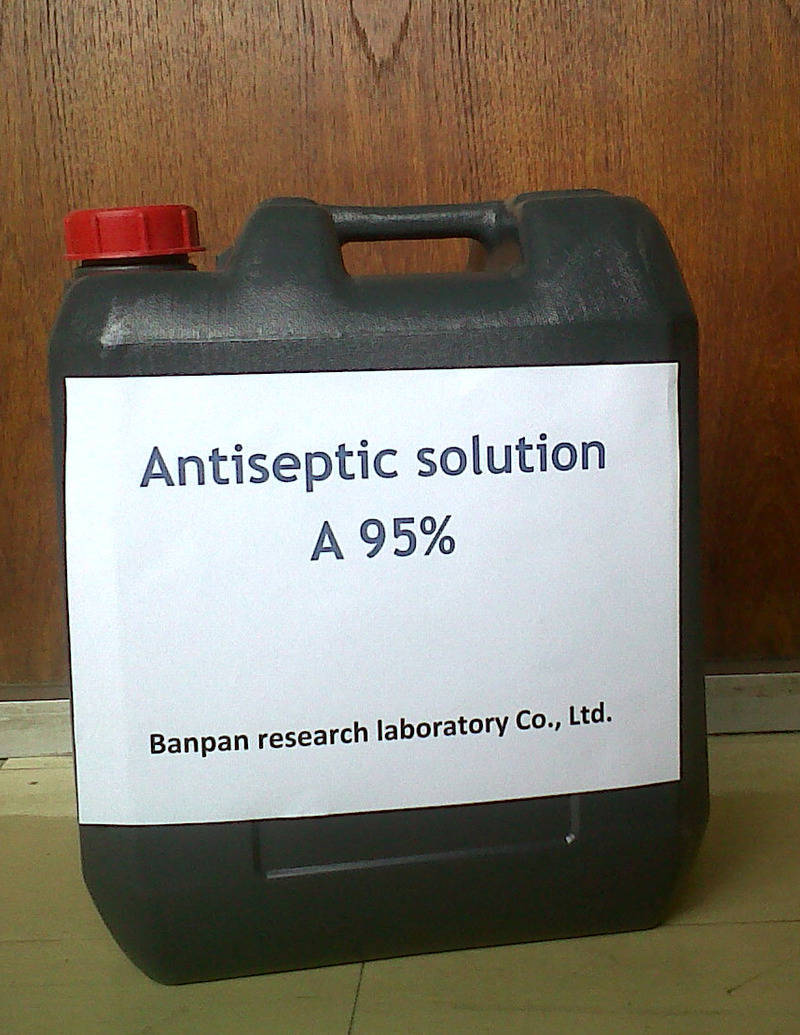 Antiseptic solution
A 95%
Banpan research laboratory Co., Ltd.